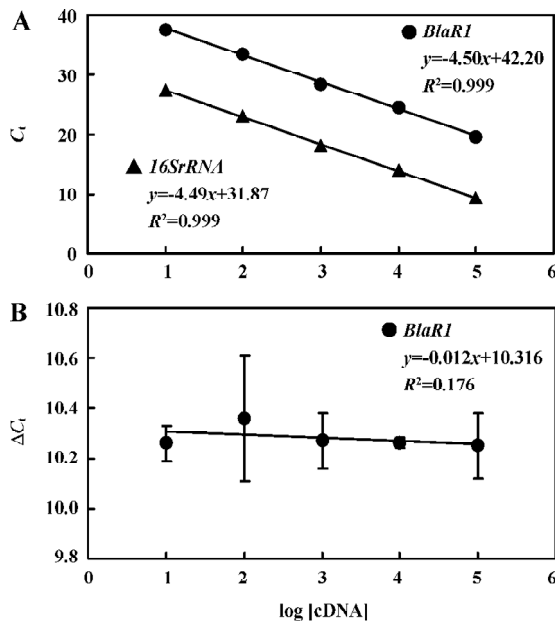 A
40
30
20
10
0
Ct
BlaR1
y=-4.50x+42.20
R²=0.999
16SrRNA
y=-4.49x+31.87
R²=0.999
0 1 2 3 4 5 6
B
10.8
10.6
10.4
10.2
10.0
9.8
ΔCt
BlaR1
y=-0.012x+10.316
R²=0.176
0 1 2 3 4 5 6
log [cDNA]